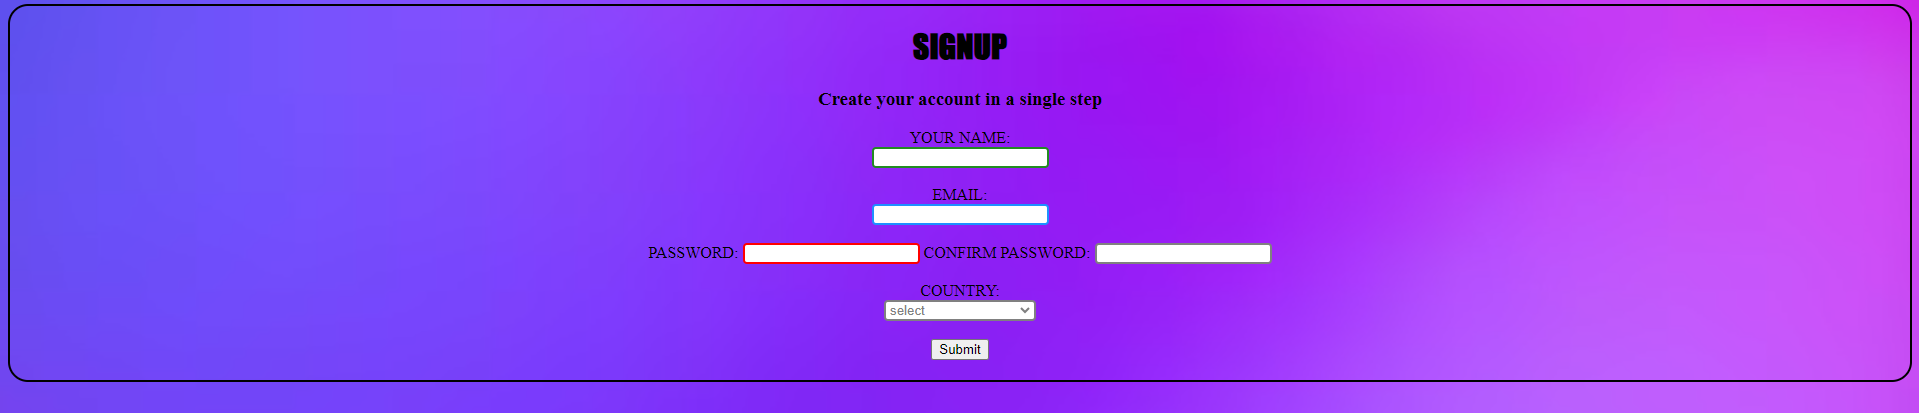 SIGNUP
Create your account in a single step
YOUR NAME:
EMAIL:
PASSWORD: CONFIRM PASSWORD:
COUNTRY:
select
Submit